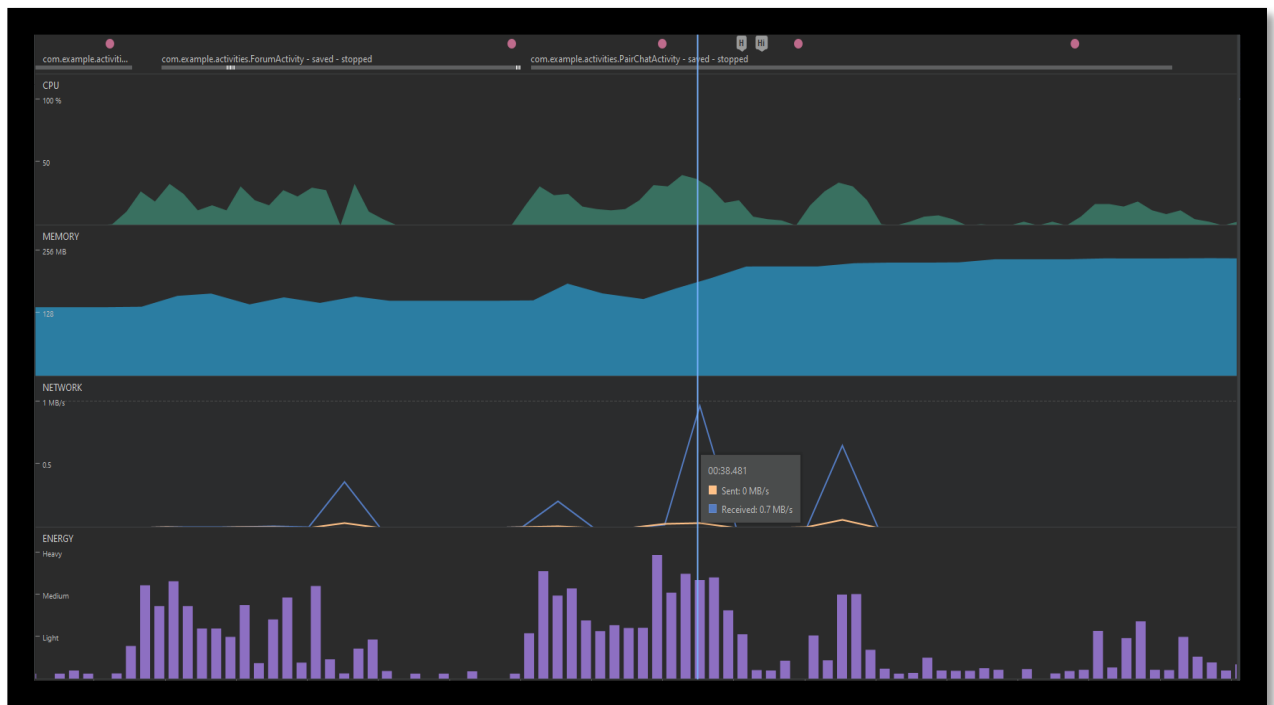 H Hi
com.example.activiti... com.example.activities.ForumActivity - saved - stopped com.example.activities.PairChatActivity - saved - stopped
CPU
100 %
50
MEMORY
256 MB
128
NETWORK
1 MB/s
0.5
00:38.481
Sent: 0 MB/s
Received: 0.7 MB/s
ENERGY
Heavy
Medium
Light